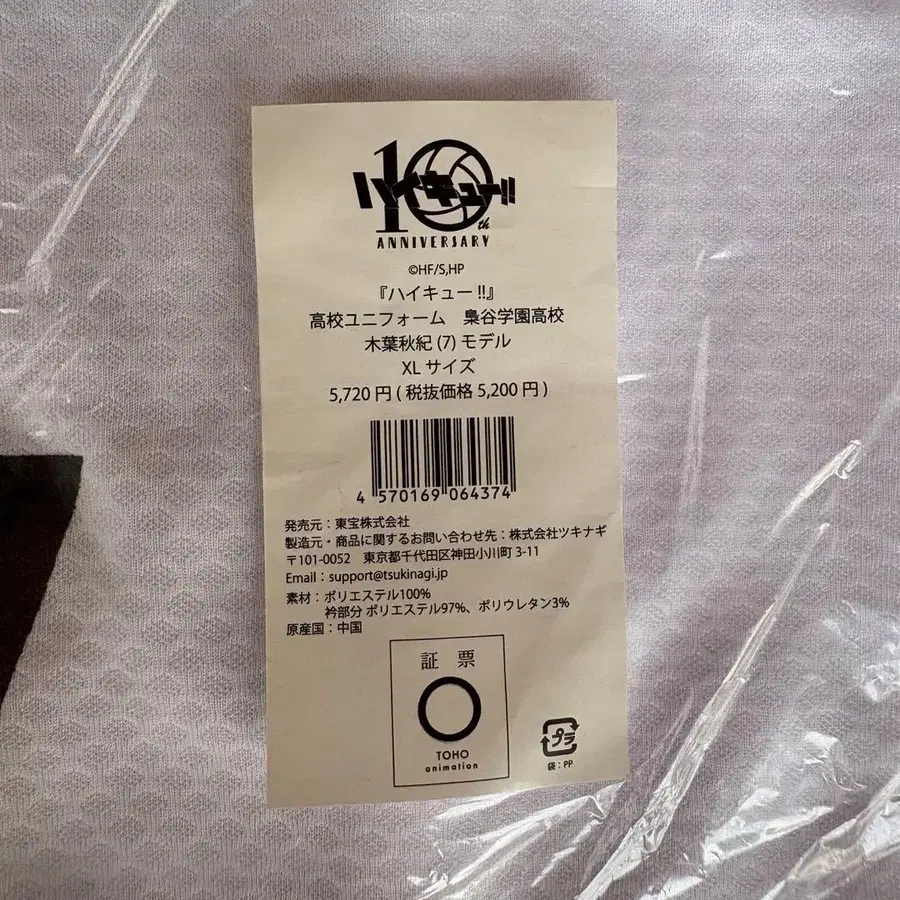 10th
ハイキュー!!
ANNIVERSARY
©HF/S,HP
『ハイキュー!!』
高校ユニフォーム　梟谷学園高校
木葉秋紀 (7) モデル
XL サイズ
5,720 円 ( 税抜価格 5,200 円 )
4 570169 064374
発売元：東宝株式会社
製造元・商品に関するお問い合わせ先：株式会社ツキナギ
〒101-0052　東京都千代田区神田小川町 3-11
Email：support@tsukinagi.jp
素材：ポリエステル100%
衿部分 ポリエステル97%、ポリウレタン3%
原産国：中国
証 票
TOHO
animation
プラ
袋：PP